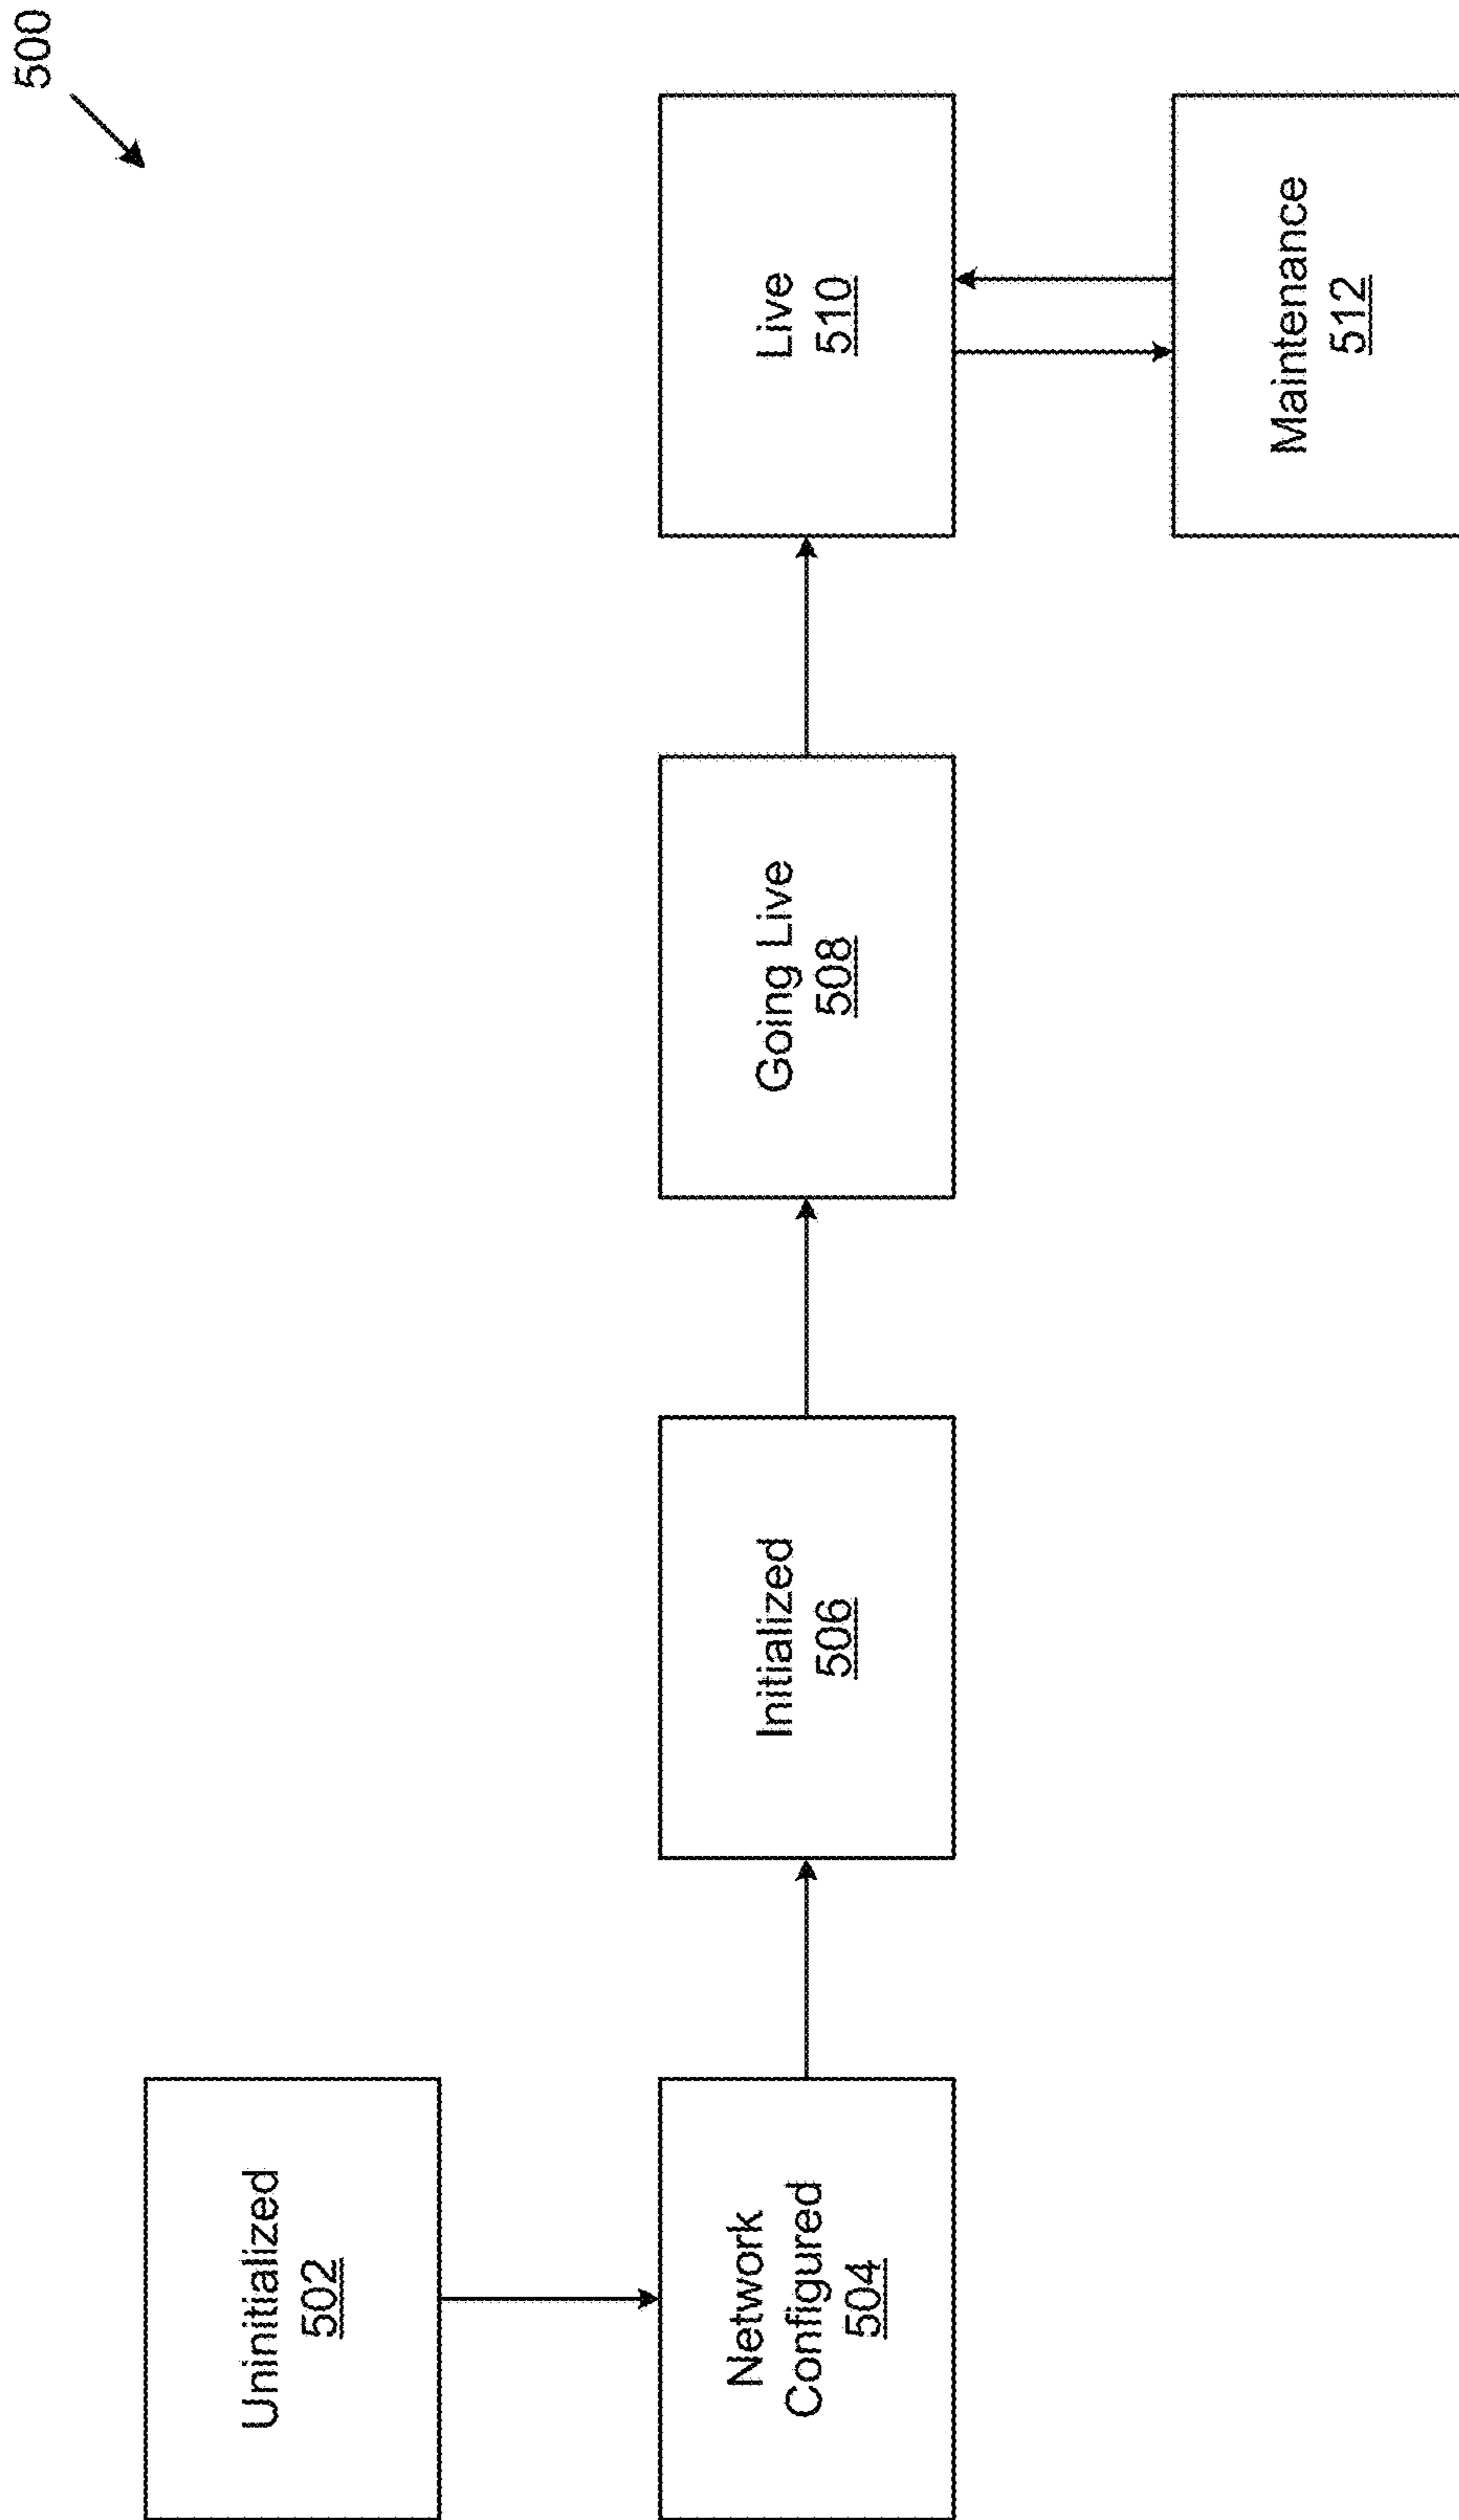 500
Uninitialized
502
Network
Configured
504
Initialized
506
Going Live
508
Live
510
Maintenance
512